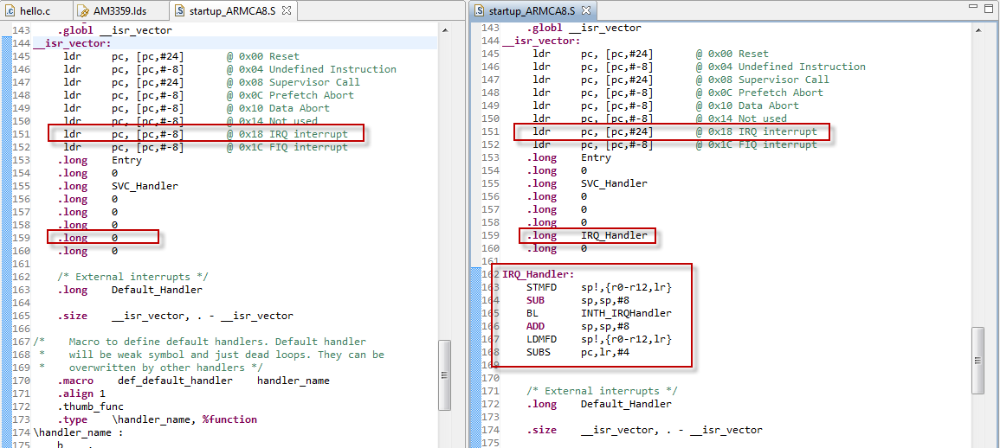 hello.c AM3359.lds startup_ARMCA8.S
143 .globl __isr_vector
144 __isr_vector:
145 ldr pc, [pc,#24] @ 0x00 Reset
146 ldr pc, [pc,#-8] @ 0x04 Undefined Instruction
147 ldr pc, [pc,#24] @ 0x08 Supervisor Call
148 ldr pc, [pc,#-8] @ 0x0C Prefetch Abort
149 ldr pc, [pc,#-8] @ 0x10 Data Abort
150 ldr pc, [pc,#-8] @ 0x14 Not used
151 ldr pc, [pc,#-8] @ 0x18 IRQ interrupt
152 ldr pc, [pc,#-8] @ 0x1C FIQ interrupt
153 .long Entry
154 .long 0
155 .long SVC_Handler
156 .long 0
157 .long 0
158 .long 0
159 .long 0
160 .long 0
161
162 /* External interrupts */
163 .long Default_Handler
164
165 .size __isr_vector, . - __isr_vector
166
167 /* Macro to define default handlers. Default handler
168 * will be weak symbol and just dead loops. They can be
169 * overwritten by other handlers */
170 .macro def_default_handler handler_name
171 .align 1
172 .thumb_func
173 .type \handler_name, %function
174 \handler_name :
175 b .
startup_ARMCA8.S
143 .globl __isr_vector
144 __isr_vector:
145 ldr pc, [pc,#24] @ 0x00 Reset
146 ldr pc, [pc,#-8] @ 0x04 Undefined Instruction
147 ldr pc, [pc,#24] @ 0x08 Supervisor Call
148 ldr pc, [pc,#-8] @ 0x0C Prefetch Abort
149 ldr pc, [pc,#-8] @ 0x10 Data Abort
150 ldr pc, [pc,#-8] @ 0x14 Not used
151 ldr pc, [pc,#24] @ 0x18 IRQ interrupt
152 ldr pc, [pc,#-8] @ 0x1C FIQ interrupt
153 .long Entry
154 .long 0
155 .long SVC_Handler
156 .long 0
157 .long 0
158 .long 0
159 .long IRQ_Handler
160 .long 0
161
162 IRQ_Handler:
163 STMFD sp!,{r0-r12,lr}
164 SUB sp,sp,#8
165 BL INTH_IRQHandler
166 ADD sp,sp,#8
167 LDMFD sp!,{r0-r12,lr}
168 SUBS pc,lr,#4
169
170
171 /* External interrupts */
172 .long Default_Handler
173
174 .size __isr_vector, . - __isr_vector
175